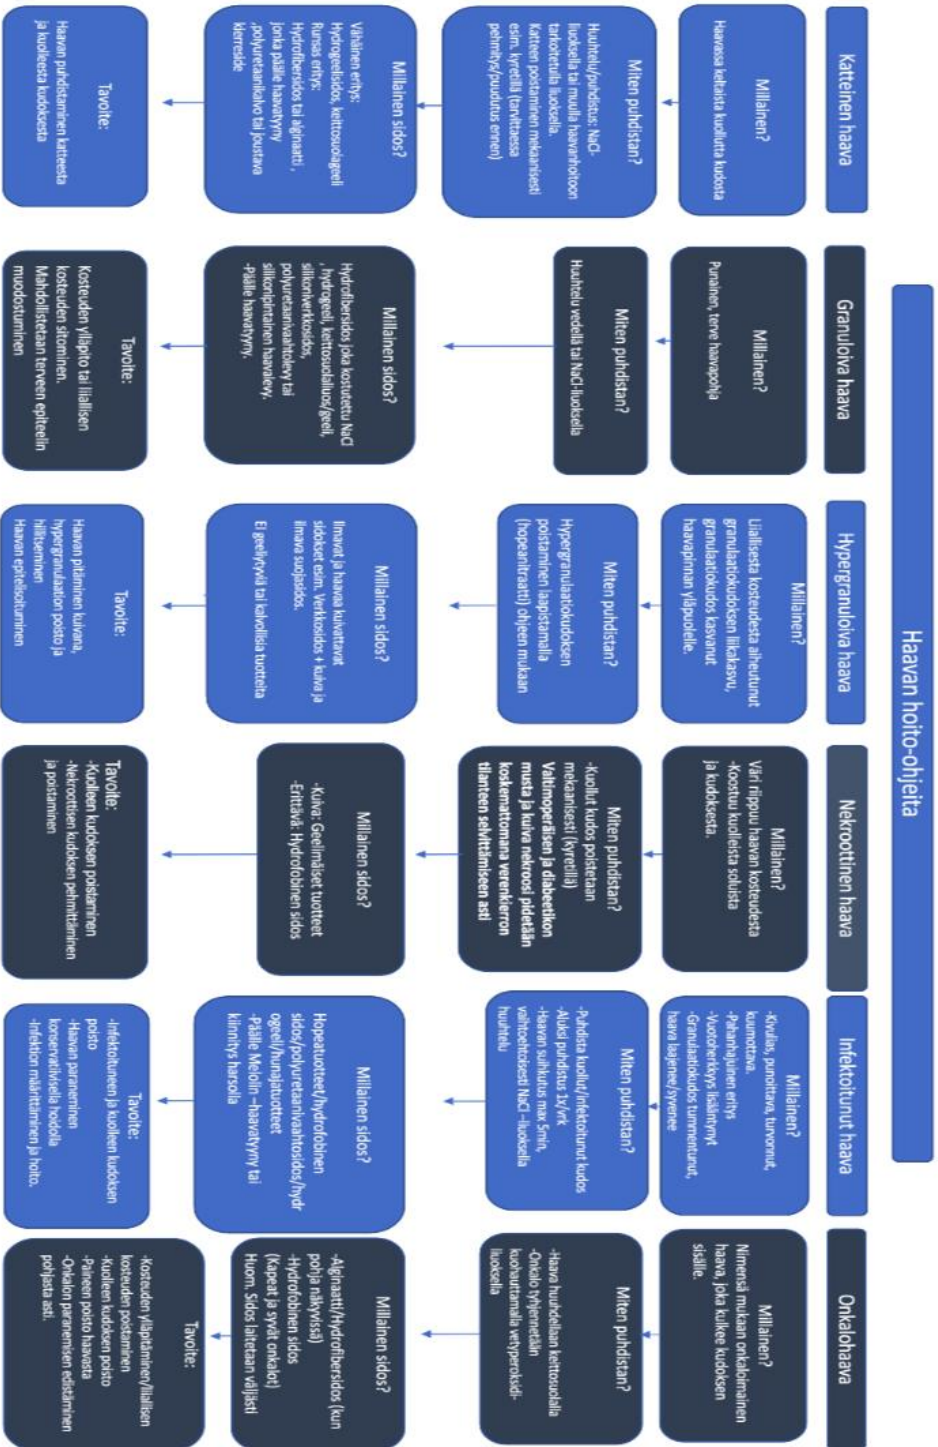 Haavan hoito-ohjeita
Katteinen haava
Millainen?
Haavassa keltaista kuollutta kudosta
Miten puhdistan?
Huuhtelu/puhdistus: NaCl-
liuoksella tai muulla haavanhoitoon
tarkoitetulla liuoksella.
Katteen poistaminen mekaanisesti
esim. kyretillä (tarvittaessa
pehmitys/puudutus ennen)
Millainen sidos?
Vähäinen eritys:
Hydrogeelisidos, keittosuolageeli
Runsas eritys:
Hydrofibersidos tai alginaatti ,
jonka päälle haavatyyny
,polyuretaanikalvo tai joustava
kierreside
Tavoite:
Haavan puhdistaminen katteesta
ja kuolleesta kudoksesta
Granuloiva haava
Millainen?
Punainen, terve haavapohja
Miten puhdistan?
Huuhtelu vedellä tai NaCl-liuoksella
Millainen sidos?
Hydrofibersidos joka kostutettu NaCl
, hydrogeeli, keittosuolaliuos/geeli,
silikoniverkkosidos,
polyuretaanivaahtolevy tai
silikonipintainen haavalevy.
-Päälle haavatyyny.
Tavoite:
Kosteuden ylläpito tai liiallisen
kosteuden sitominen.
Mahdollistetaan terveen epiteelin
muodostuminen
Hypergranuloiva haava
Millainen?
Liiallisesta kosteudesta aiheutunut
granulaatiokudoksen liikakasvu,
granulaatiokudos kasvanut
haavapinnan yläpuolelle.
Miten puhdistan?
Hypergranulaatiokudoksen
poistaminen laapistamalla
(hopeanitraatti) ohjeen mukaan
Millainen sidos?
Ilmavat ja haavaa kuivattavat
sidokset esim. Verkkosidos + kuiva ja
ilmava suojasidos.
Ei geellytyviä tai kalvollisia tuotteita
Tavoite:
Haavan pitäminen kuivana,
hypergranulaation poisto ja
hillitseminen
Haavan epitelisoituminen
Nekroottinen haava
Millainen?
Väri riippuu haavan kosteudesta
-Koostuu kuolleista soluista
ja kudoksesta.
Miten puhdistan?
-Kuollut kudos poistetaan
mekaanisesti (kyretillä)
Valtimoperäisen ja diabeetikon
musta ja kuiva nekroosi pidetään
koskemattomana verenkierron
tilanteen selvittämiseen asti
Millainen sidos?
-Kuiva: Geelimäiset tuotteet
-Erittävä: Hydrofobinen sidos
Tavoite:
-Kuolleen kudoksen poistaminen
-Nekroottisen kudoksen pehmittäminen
ja poistaminen
Infektoitunut haava
Millainen?
-Kivulias, punoittava, turvonnut,
kuumottava.
-Pahanhajuinen eritys
-Vuotoherkkyys lisääntynyt
-Granulaatiokudos tummentunut,
haava laajenee/syvenee
Miten puhdistan?
-Puhdista kuollu/infektoitunut kudos
-Aluksi puhdistus 1x/vrk
-Haavan suihkutus max 5min,
vaihtoehtoisesti NaCl –liuoksella
huuhtelu
Millainen sidos?
Hopeatuotteet/hydrofobinen
sidos/polyuretaanivaahtosidos/hydr
ogeeli/hunajatuotteet
-Päälle Melolin –haavatyyny tai
kiinnitys harsolla
Tavoite:
-Infektoituneen ja kuolleen kudoksen
poisto
-Haavan paraneminen
konservatiivisella hoidolla
-Infektion määrittäminen ja hoito.
Onkalohaava
Millainen?
Nimensä mukaan onkaloimainen
haava, joka kulkee kudoksen
sisälle.
Miten puhdistan?
-Haava huuhdellaan keittosuolalla
-Onkalo tyhjennetään
kuohauttamalla vetyperoksidi-
liuoksella
Millainen sidos?
-Alginaatti/Hydrofibersidos (kun
pohja näkyvissä)
-Hydrofobinen sidos
(Kapeat ja syvät onkalot)
Huom. Sidos laitetaan väljästi
Tavoite:
-Kosteuden ylläpitäminen/liiallisen
kosteuden poistaminen
-Kuolleen kudoksen poisto
-Paineen poisto haavasta
-Onkalon paranemisen edistäminen
pohjasta asti.